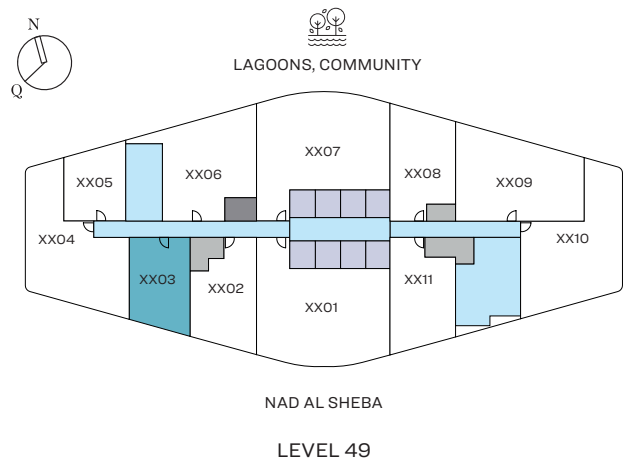 N
Q
LAGOONS, COMMUNITY
XX07
XX06
XX08
XX05
XX09
XX04
XX10
XX03
XX02
XX11
XX01
NAD AL SHEBA
LEVEL 49